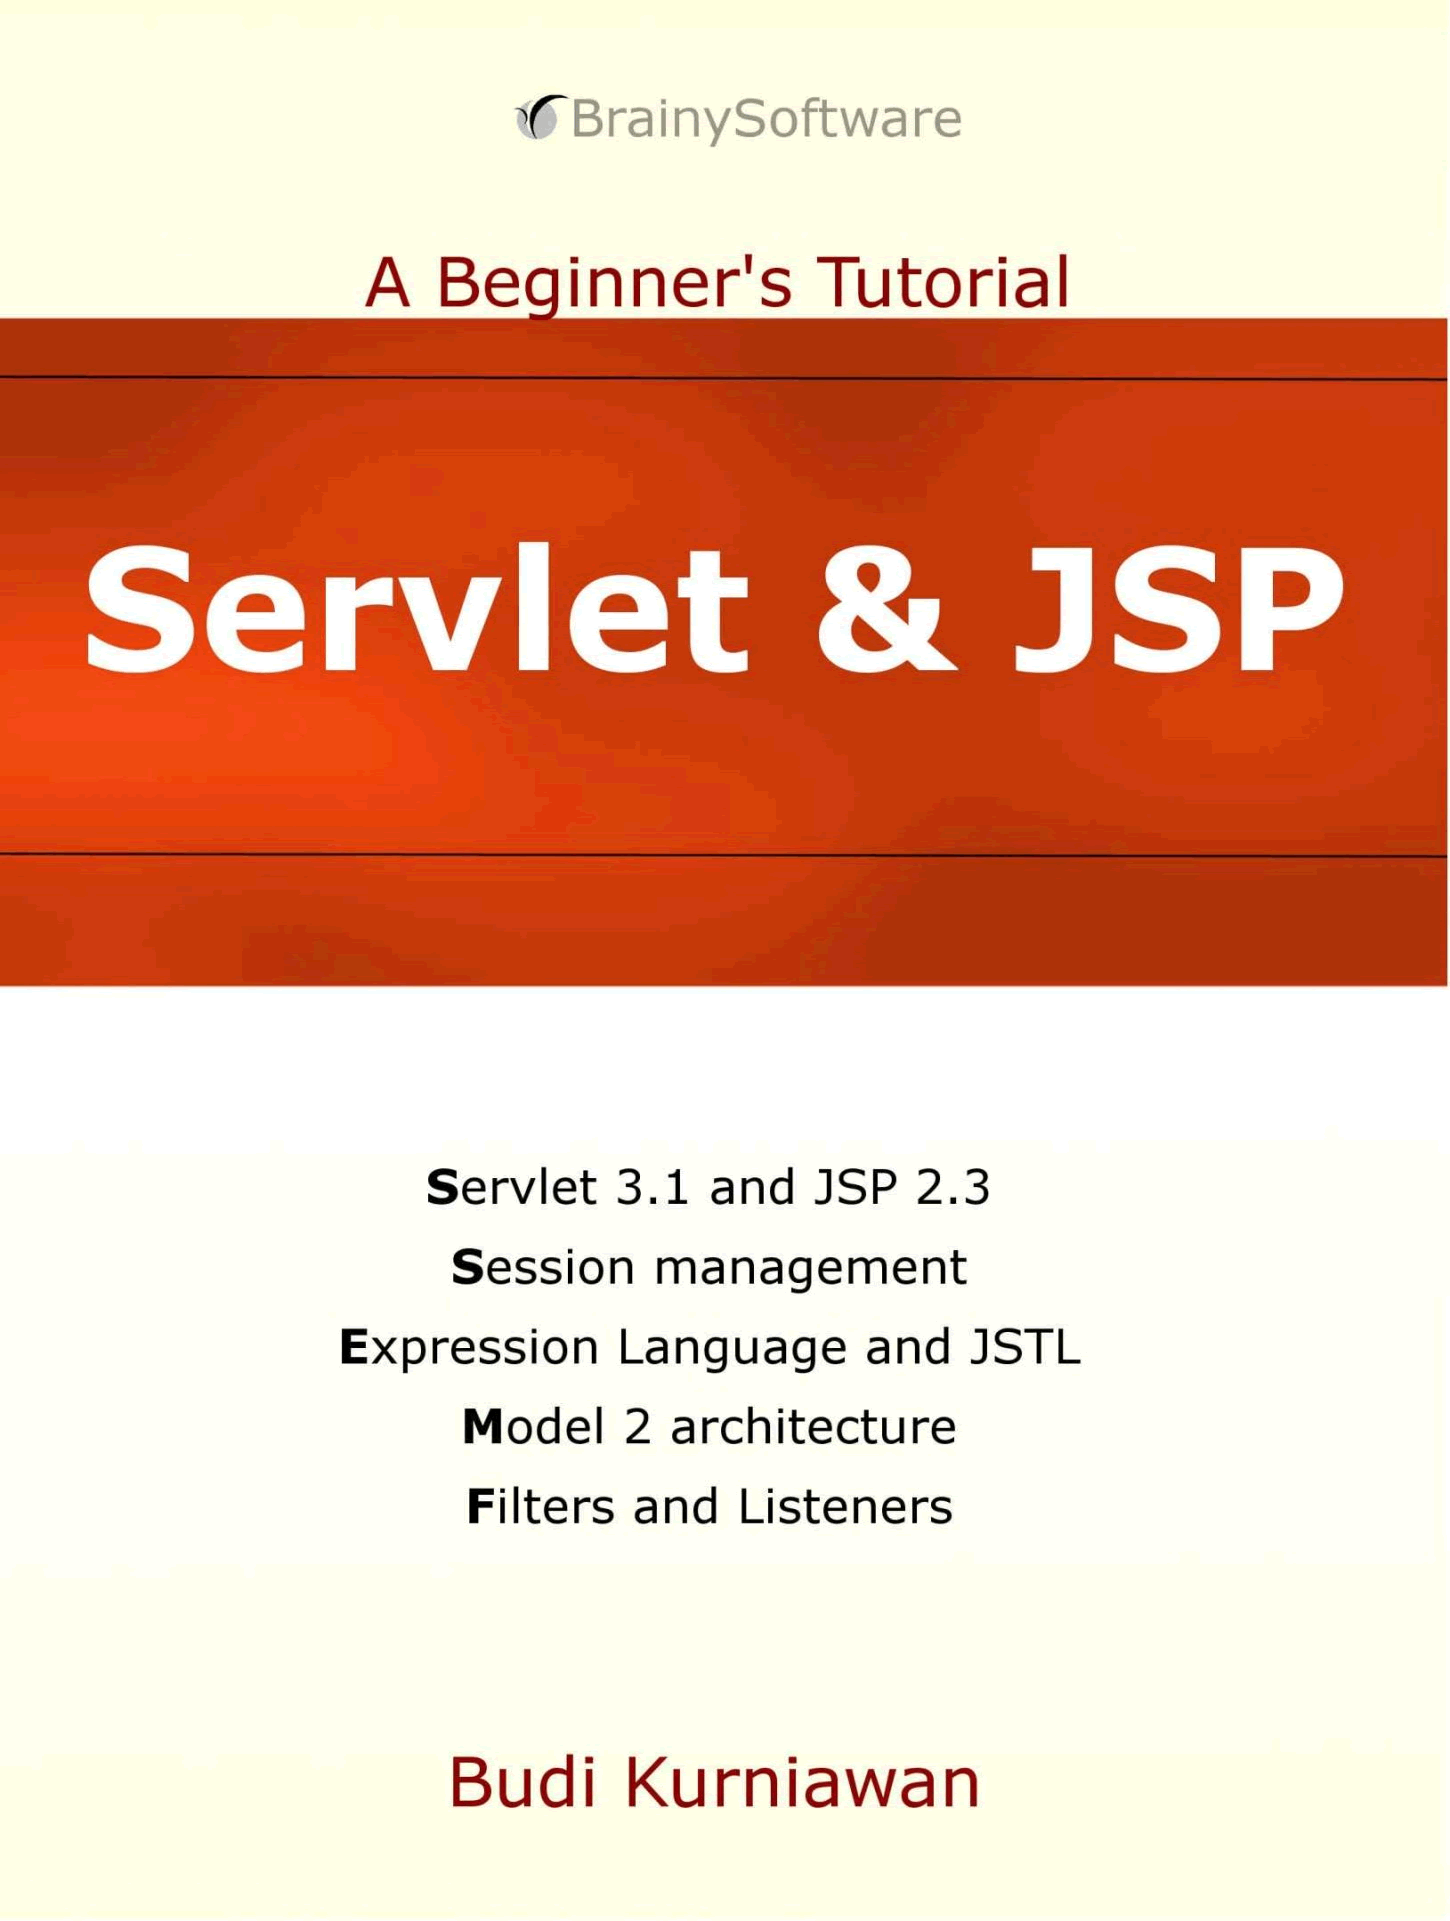 BrainySoftware
A Beginner's Tutorial
Servlet & JSP
Servlet 3.1 and JSP 2.3
Session management
Expression Language and JSTL
Model 2 architecture
Filters and Listeners
Budi Kurniawan